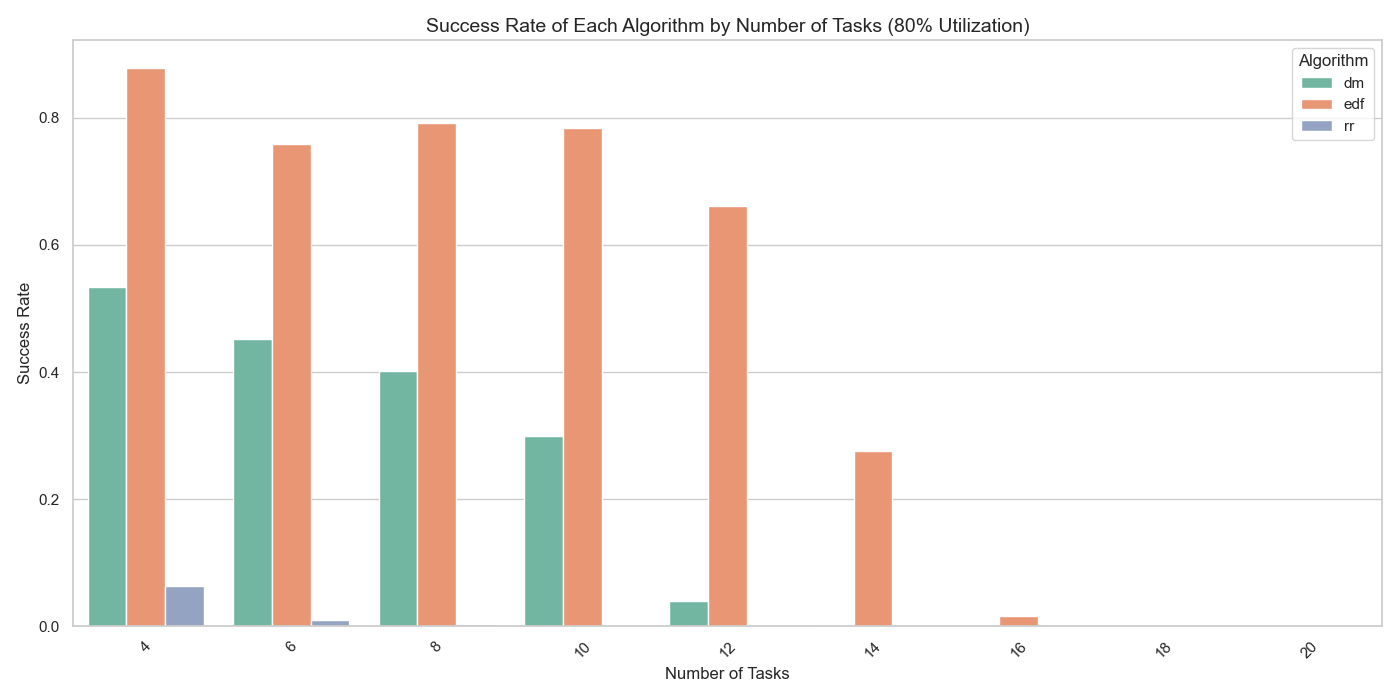 Success Rate of Each Algorithm by Number of Tasks (80% Utilization)
Algorithm
dm
edf
rr
Success Rate
0.8
0.6
0.4
0.2
0.0
4
6
8
10
12
14
16
18
20
Number of Tasks